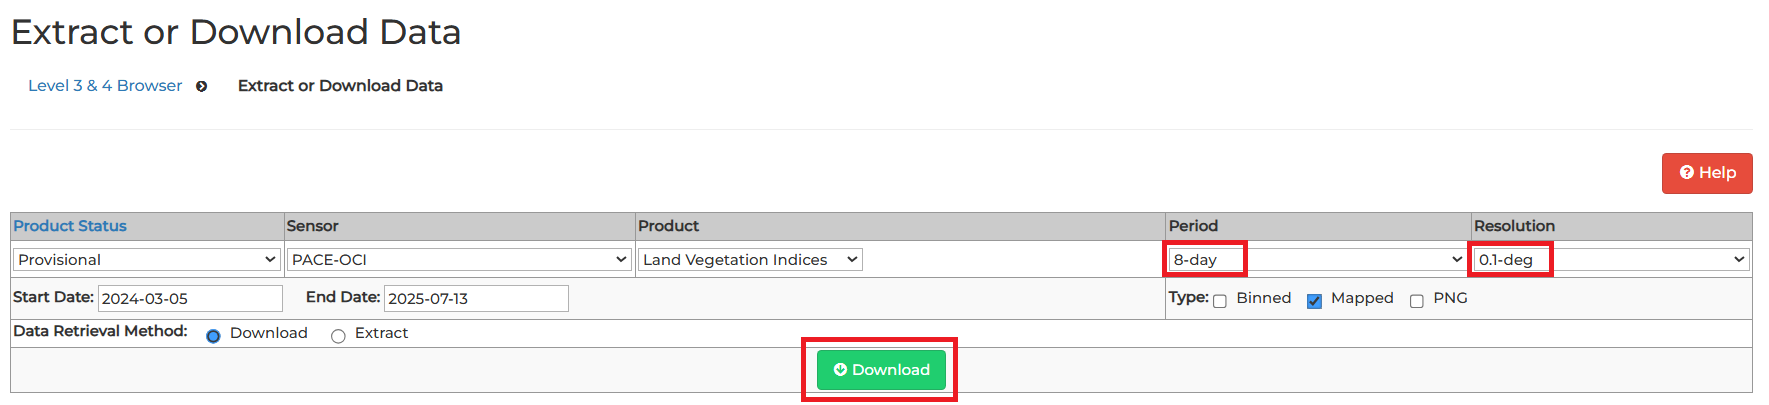 Extract or Download Data
Level 3 & 4 Browser Extract or Download Data
Help
Product Status Sensor Product Period Resolution
Provisional PACE-OCI Land Vegetation Indices 8-day 0.1-deg
Start Date: 2024-03-05 End Date: 2025-07-13 Type: Binned Mapped PNG
Data Retrieval Method: Download Extract
Download